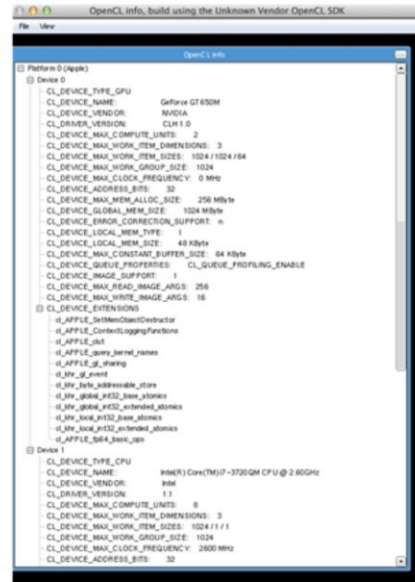 OpenCL info, build using the Unknown Vendor OpenCL SDK
File View
OpenCL info
Platform 0 (Apple)
Device 0
CL_DEVICE_TYPE_GPU
CL_DEVICE_NAME: GeForce GT 650M
CL_DEVICE_VENDOR: NVIDIA
CL_DRIVER_VERSION: CLH 1.0
CL_DEVICE_MAX_COMPUTE_UNITS: 2
CL_DEVICE_MAX_WORK_ITEM_DIMENSIONS: 3
CL_DEVICE_MAX_WORK_ITEM_SIZES: 1024 / 1024 / 64
CL_DEVICE_MAX_WORK_GROUP_SIZE: 1024
CL_DEVICE_MAX_CLOCK_FREQUENCY: 0 MHz
CL_DEVICE_ADDRESS_BITS: 32
CL_DEVICE_MAX_MEM_ALLOC_SIZE: 256 MByte
CL_DEVICE_GLOBAL_MEM_SIZE: 1024 MByte
CL_DEVICE_ERROR_CORRECTION_SUPPORT: n
CL_DEVICE_LOCAL_MEM_TYPE: l
CL_DEVICE_LOCAL_MEM_SIZE: 48 KByte
CL_DEVICE_MAX_CONSTANT_BUFFER_SIZE: 64 KByte
CL_DEVICE_QUEUE_PROPERTIES: CL_QUEUE_PROFILING_ENABLE
CL_DEVICE_IMAGE_SUPPORT: 1
CL_DEVICE_MAX_READ_IMAGE_ARGS: 256
CL_DEVICE_MAX_WRITE_IMAGE_ARGS: 16
CL_DEVICE_EXTENSIONS
cl_APPLE_SetMemObjectDestructor
cl_APPLE_ContextLoggingFunctions
cl_APPLE_clut
cl_APPLE_query_kernel_names
cl_APPLE_gl_sharing
cl_khr_gl_event
cl_khr_byte_addressable_store
cl_khr_global_int32_base_atomics
cl_khr_global_int32_extended_atomics
cl_khr_local_int32_base_atomics
cl_khr_local_int32_extended_atomics
cl_APPLE_fp64_basic_ops
Device 1
CL_DEVICE_TYPE_CPU
CL_DEVICE_NAME: Intel(R) Core(TM) i7-3720QM CPU @ 2.60GHz
CL_DEVICE_VENDOR: Intel
CL_DRIVER_VERSION: 1.1
CL_DEVICE_MAX_COMPUTE_UNITS: 8
CL_DEVICE_MAX_WORK_ITEM_DIMENSIONS: 3
CL_DEVICE_MAX_WORK_ITEM_SIZES: 1024 / 1 / 1
CL_DEVICE_MAX_WORK_GROUP_SIZE: 1024
CL_DEVICE_MAX_CLOCK_FREQUENCY: 2600 MHz
CL_DEVICE_ADDRESS_BITS: 32